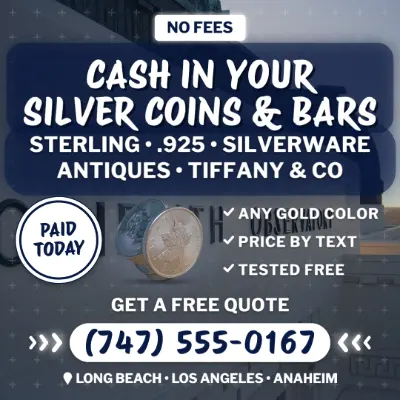 NO FEES
CASH IN YOUR
SILVER COINS & BARS
STERLING • .925 • SILVERWARE
ANTIQUES • TIFFANY & CO
PAID
TODAY
OBSERVATORY
✓ ANY GOLD COLOR
✓ PRICE BY TEXT
✓ TESTED FREE
GET A FREE QUOTE
››› (747) 555-0167 ‹‹‹
LONG BEACH • LOS ANGELES • ANAHEIM